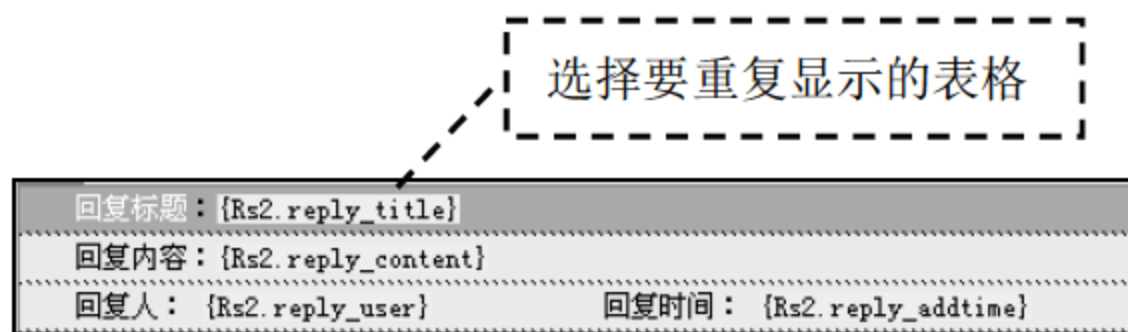 选择要重复显示的表格
回复标题：{Rs2.reply_title}
回复内容：{Rs2.reply_content}
回复人： {Rs2.reply_user} 回复时间： {Rs2.reply_addtime}